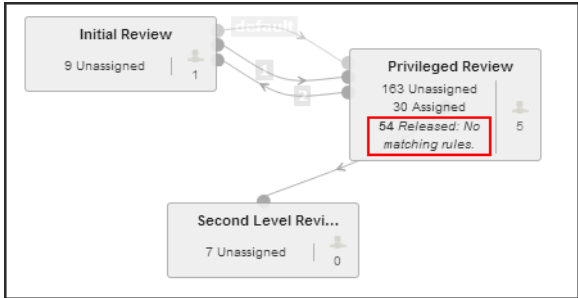 default
Initial Review
9 Unassigned
1
1
2
Privileged Review
163 Unassigned
30 Assigned
54 Released: No
matching rules.
5
Second Level Revi...
7 Unassigned
0